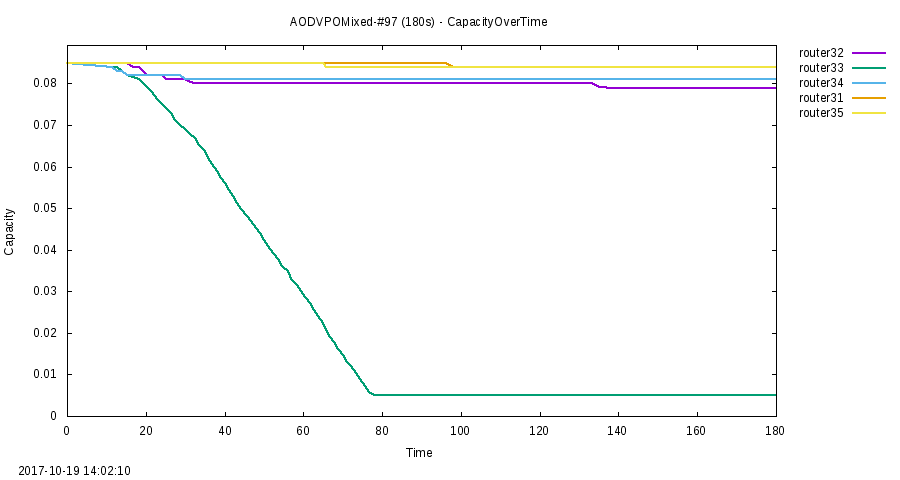 AODVPOMixed-#97 (180s) - CapacityOverTime
router32
router33
router34
router31
router35
0.08
0.07
0.06
0.05
0.04
0.03
0.02
0.01
0
Capacity
0 20 40 60 80 100 120 140 160 180
Time
2017-10-19 14:02:10